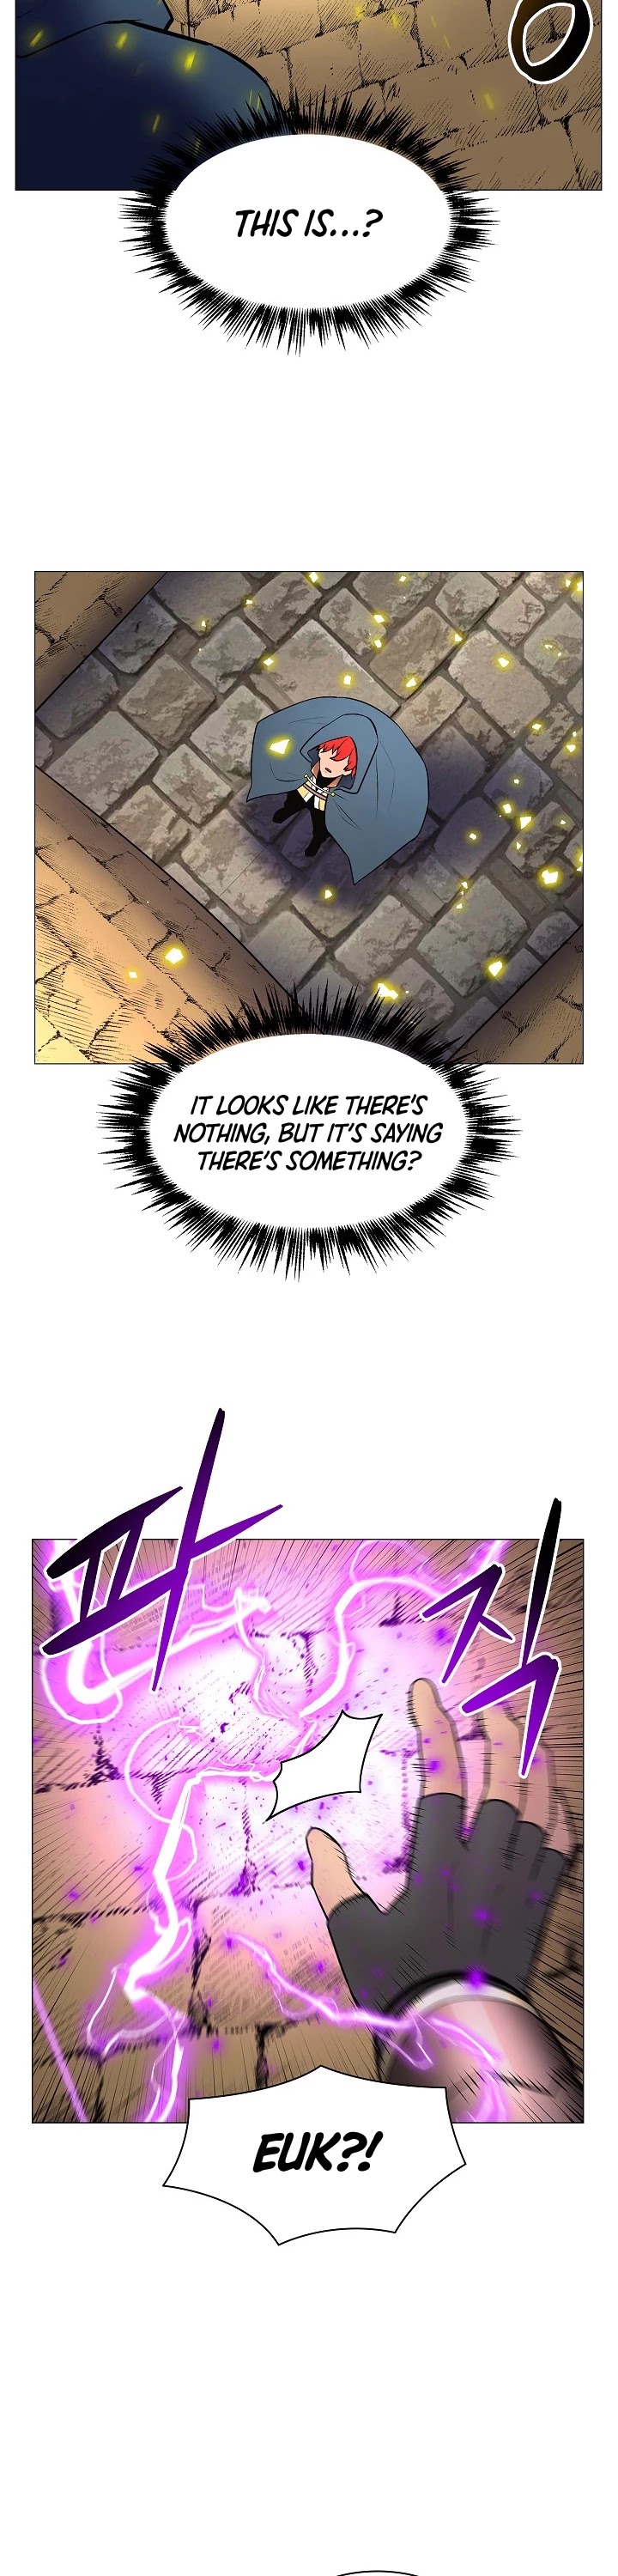 THIS IS...?
IT LOOKS LIKE THERE'S
NOTHING, BUT IT'S SAYING
THERE'S SOMETHING?
파직
EUK?!